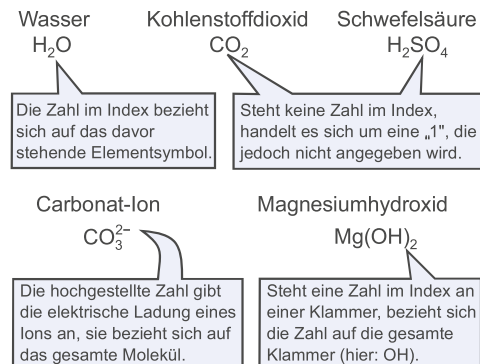 Wasser Kohlenstoffdioxid Schwefelsäure
H₂O CO₂ H₂SO₄
Die Zahl im Index bezieht
sich auf das davor
stehende Elementsymbol.
Steht keine Zahl im Index,
handelt es sich um eine „1", die
jedoch nicht angegeben wird.
Carbonat-Ion Magnesiumhydroxid
CO₃²⁻ Mg(OH)₂
Die hochgestellte Zahl gibt
die elektrische Ladung eines
Ions an, sie bezieht sich auf
das gesamte Molekül.
Steht eine Zahl im Index an
einer Klammer, bezieht sich
die Zahl auf die gesamte
Klammer (hier: OH).